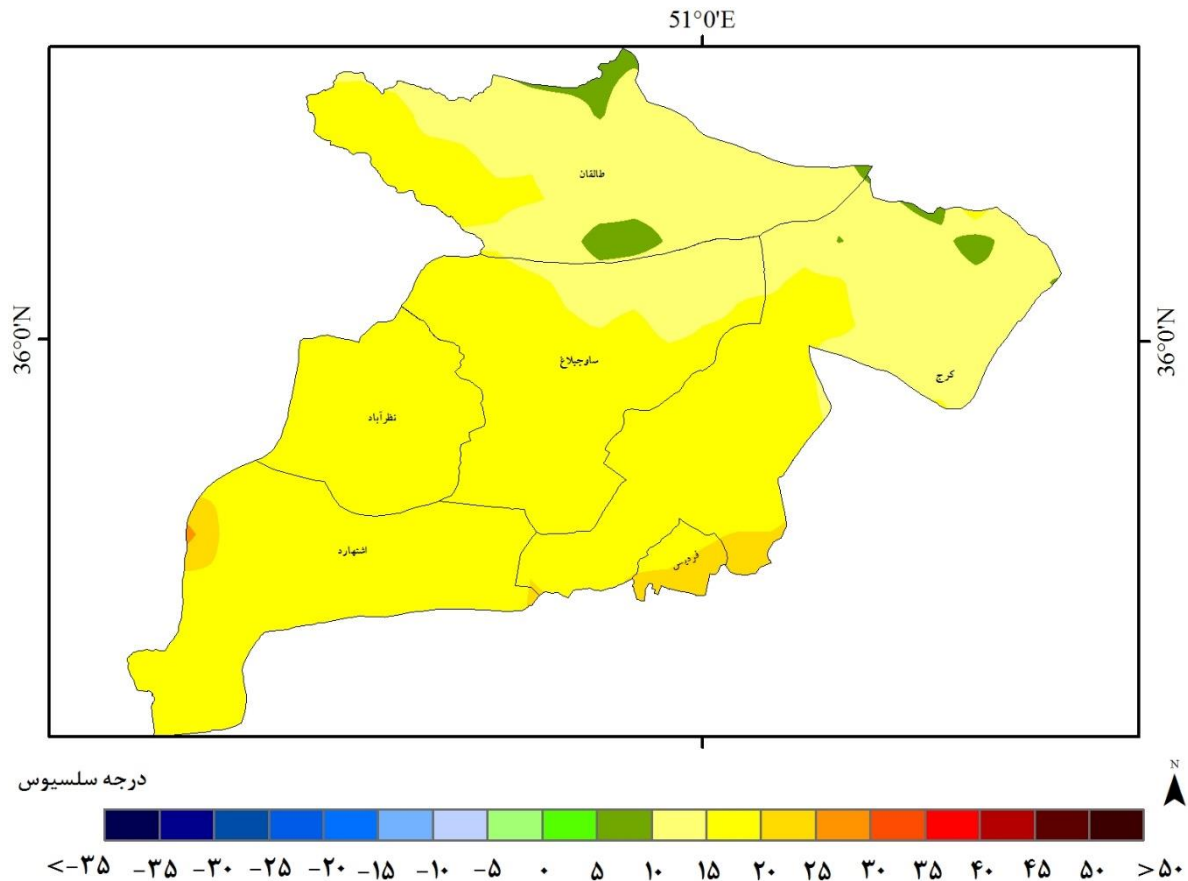 51°0'E
طالقان
36°0'N
36°0'N
ساوجبلاغ
کرج
نظرآباد
اشتهارد
فردیس
درجه سلسیوس
N
<-۳۵ -۳۵ -۳۰ -۲۵ -۲۰ -۱۵ -۱۰ -۵ ۰ ۵ ۱۰ ۱۵ ۲۰ ۲۵ ۳۰ ۳۵ ۴۰ ۴۵ ۵۰ >۵۰